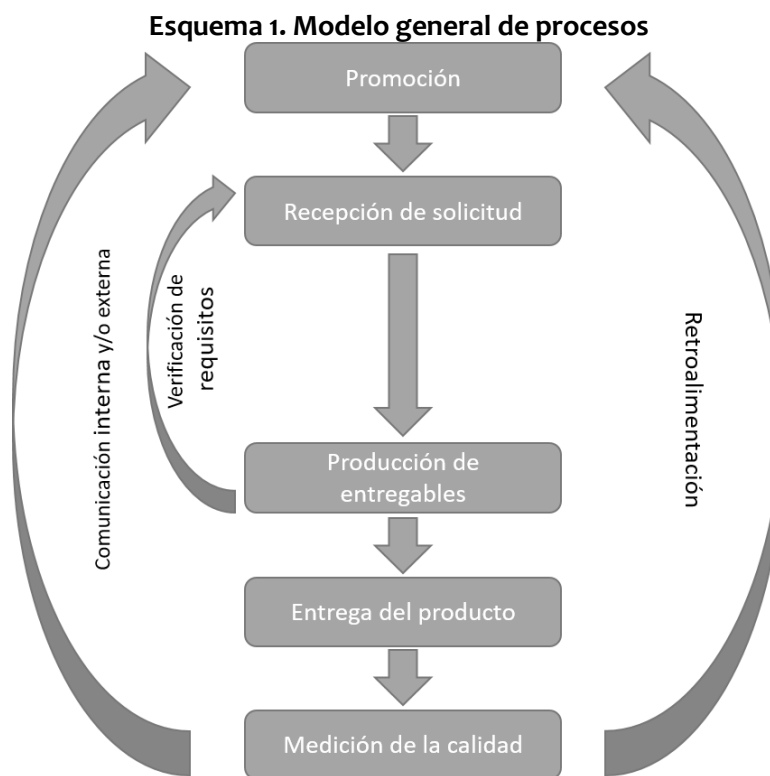 Esquema 1. Modelo general de procesos
Promoción
Recepción de solicitud
Comunicación interna y/o externa
Verificación de
requisitos
Retroalimentación
Producción de
entregables
Entrega del producto
Medición de la calidad